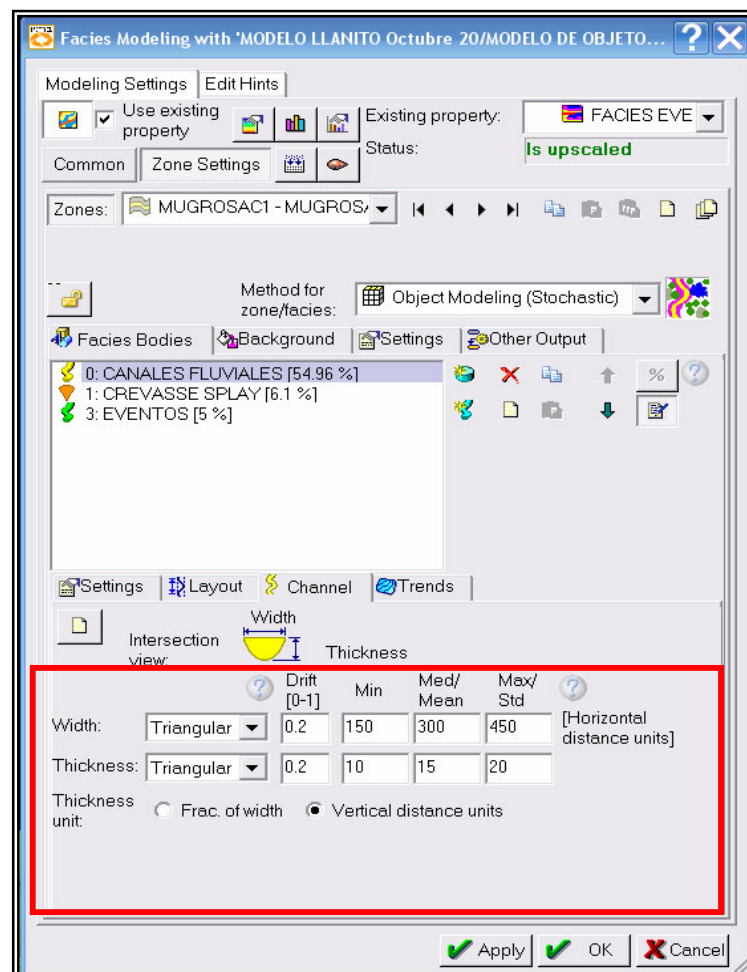 Facies Modeling with 'MODELO LLANITO Octubre 20/MODELO DE OBJETO...
Modeling Settings
Edit Hints
Use existing property
Existing property:
FACIES EVE
Status:
Is upscaled
Common
Zone Settings
Zones:
MUGROSAC1 - MUGROS
Method for zone/facies:
Object Modeling (Stochastic)
Facies Bodies
Background
Settings
Other Output
0: CANALES FLUVIALES [54.96 %]
1: CREVASSE SPLAY [6.1 %]
3: EVENTOS [5 %]
%
Settings
Layout
Channel
Trends
Width
Intersection view:
Thickness
Drift [0-1]
Min
Med/ Mean
Max/ Std
Width:
Triangular
0.2
150
300
450
[Horizontal distance units]
Thickness:
Triangular
0.2
10
15
20
Thickness unit:
Frac. of width
Vertical distance units
Apply
OK
Cancel